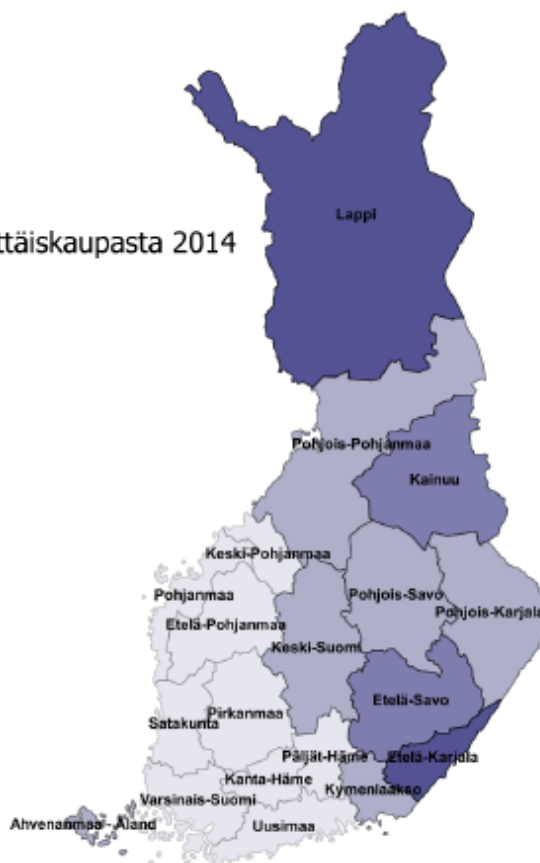 Lappi
ttäiskaupasta 2014
Pohjois-Pohjanmaa
Kainuu
Keski-Pohjanmaa
Pohjanmaa
Pohjois-Savo
Pohjois-Karjala
Etelä-Pohjanmaa
Keski-Suomi
Etelä-Savo
Pirkanmaa
Satakunta
Päijät-Häme
Etelä-Karjala
Kanta-Häme
Kymenlaakso
Varsinais-Suomi
Ahvenanmaa - Åland
Uusimaa